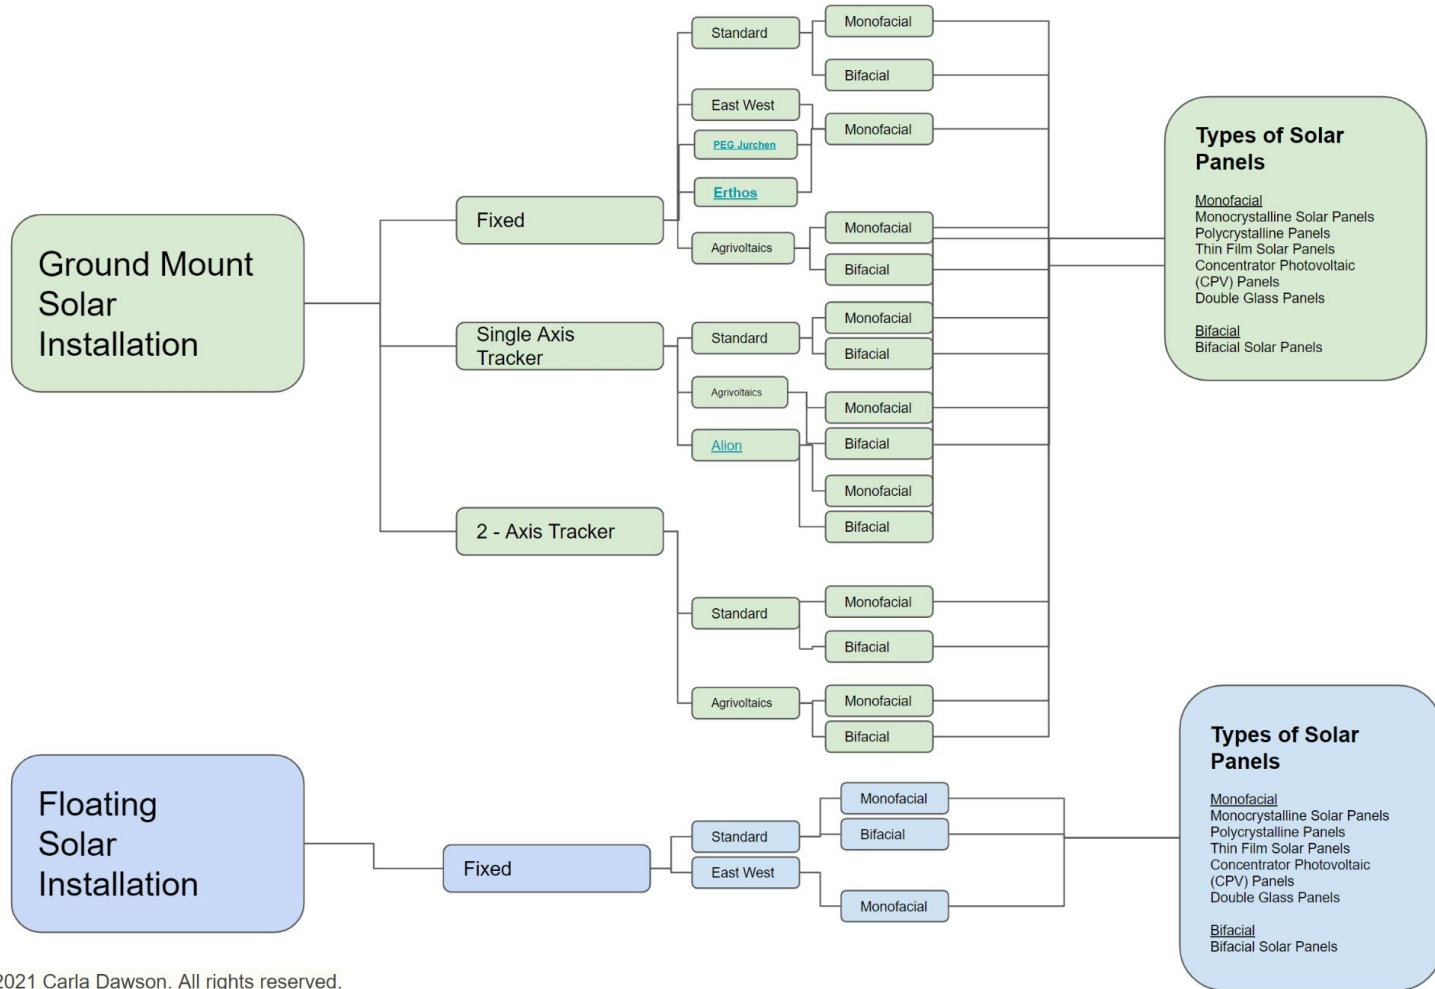 Ground Mount
Solar
Installation
Fixed
Standard
Monofacial
Bifacial
East West
PEG Jurchen
Erthos
Monofacial
Agrivoltaics
Monofacial
Bifacial
Single Axis
Tracker
Standard
Monofacial
Bifacial
Agrivoltaics
Monofacial
Bifacial
Alion
Monofacial
Bifacial
2 - Axis Tracker
Standard
Monofacial
Bifacial
Agrivoltaics
Monofacial
Bifacial
Types of Solar
Panels
Monofacial
Monocrystalline Solar Panels
Polycrystalline Panels
Thin Film Solar Panels
Concentrator Photovoltaic
(CPV) Panels
Double Glass Panels
Bifacial
Bifacial Solar Panels
Floating
Solar
Installation
Fixed
Standard
Monofacial
Bifacial
East West
Monofacial
Types of Solar
Panels
Monofacial
Monocrystalline Solar Panels
Polycrystalline Panels
Thin Film Solar Panels
Concentrator Photovoltaic
(CPV) Panels
Double Glass Panels
Bifacial
Bifacial Solar Panels
2021 Carla Dawson. All rights reserved.